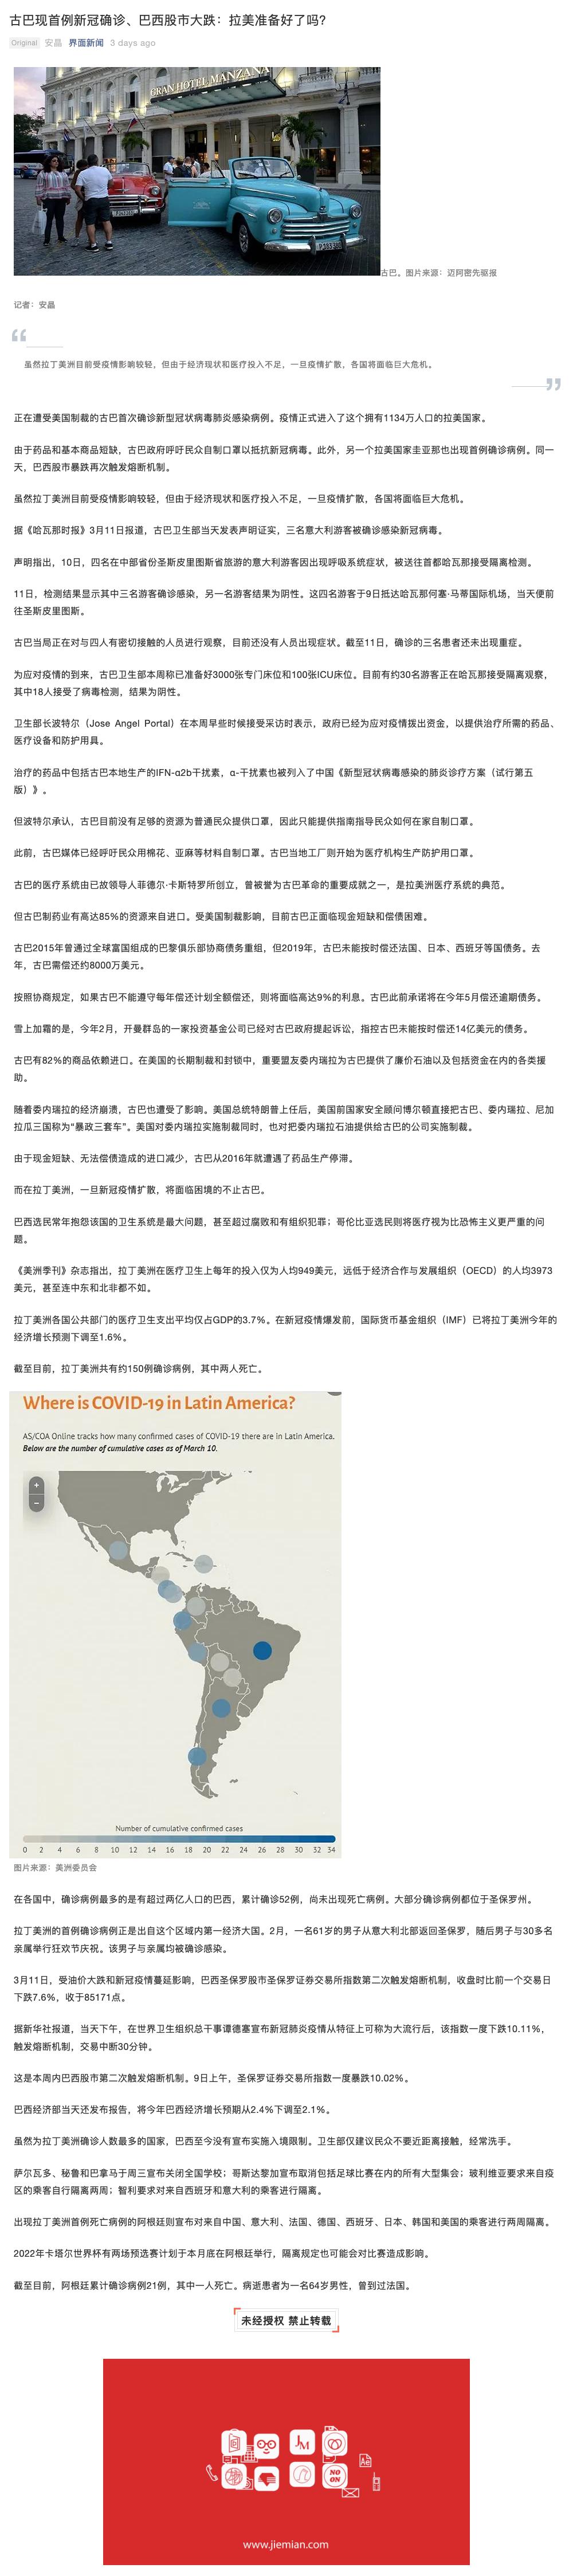 古巴现首例新冠确诊、巴西股市大跌：拉美准备好了吗?
Original 安晶 界面新闻 3 days ago
GRAN HOTEL MANZANA
古巴。图片来源：迈阿密先驱报
记者：安晶
虽然拉丁美洲目前受疫情影响较轻，但由于经济现状和医疗投入不足，一旦疫情扩散，各国将面临巨大危机。
正在遭受美国制裁的古巴首次确诊新型冠状病毒肺炎感染病例。疫情正式进入了这个拥有1134万人口的拉美国家。
由于药品和基本商品短缺，古巴政府呼吁民众自制口罩以抵抗新冠病毒。此外，另一个拉美国家圭亚那也出现首例确诊病例。同一
天，巴西股市暴跌再次触发熔断机制。
虽然拉丁美洲目前受疫情影响较轻，但由于经济现状和医疗投入不足，一旦疫情扩散，各国将面临巨大危机。
据《哈瓦那时报》3月11日报道，古巴卫生部当天发表声明证实，三名意大利游客被确诊感染新冠病毒。
声明指出，10日，四名在中部省份圣斯皮里图斯省旅游的意大利游客因出现呼吸系统症状，被送往首都哈瓦那接受隔离检测。
11日，检测结果显示其中三名游客确诊感染，另一名游客结果为阴性。这四名游客于9日抵达哈瓦那何塞·马蒂国际机场，当天便前
往圣斯皮里图斯。
古巴当局正在对与四人有密切接触的人员进行观察，目前还没有人员出现症状。截至11日，确诊的三名患者还未出现重症。
为应对疫情的到来，古巴卫生部本周称已准备好3000张专门床位和100张ICU床位。目前有约30名游客正在哈瓦那接受隔离观察，
其中18人接受了病毒检测，结果为阴性。
卫生部长波特尔（Jose Angel Portal）在本周早些时候接受采访时表示，政府已经为应对疫情拨出资金，以提供治疗所需的药品、
医疗设备和防护用具。
治疗的药品中包括古巴本地生产的IFN-α2b干扰素，α-干扰素也被列入了中国《新型冠状病毒感染的肺炎诊疗方案（试行第五
版）》。
但波特尔承认，古巴目前没有足够的资源为普通民众提供口罩，因此只能提供指南指导民众如何在家自制口罩。
此前，古巴媒体已经呼吁民众用棉花、亚麻等材料自制口罩。古巴当地工厂则开始为医疗机构生产防护用口罩。
古巴的医疗系统由已故领导人菲德尔·卡斯特罗所创立，曾被誉为古巴革命的重要成就之一，是拉美洲医疗系统的典范。
但古巴制药业有高达85%的资源来自进口。受美国制裁影响，目前古巴正面临现金短缺和偿债困难。
古巴2015年曾通过全球富国组成的巴黎俱乐部协商债务重组，但2019年，古巴未能按时偿还法国、日本、西班牙等国债务。去
年，古巴需偿还约8000万美元。
按照协商规定，如果古巴不能遵守每年偿还计划全额偿还，则将面临高达9%的利息。古巴此前承诺将在今年5月偿还逾期债务。
雪上加霜的是，今年2月，开曼群岛的一家投资基金公司已经对古巴政府提起诉讼，指控古巴未能按时偿还14亿美元的债务。
古巴有82%的商品依赖进口。在美国的长期制裁和封锁中，重要盟友委内瑞拉为古巴提供了廉价石油以及包括资金在内的各类援
助。
随着委内瑞拉的经济崩溃，古巴也遭受了影响。美国总统特朗普上任后，美国前国家安全顾问博尔顿直接把古巴、委内瑞拉、尼加
拉瓜三国称为“暴政三套车”。美国对委内瑞拉实施制裁同时，也对把委内瑞拉石油提供给古巴的公司实施制裁。
由于现金短缺、无法偿债造成的进口减少，古巴从2016年就遭遇了药品生产停滞。
而在拉丁美洲，一旦新冠疫情扩散，将面临困境的不止古巴。
巴西选民常年抱怨该国的卫生系统是最大问题，甚至超过腐败和有组织犯罪；哥伦比亚选民则将医疗视为比恐怖主义更严重的问
题。
《美洲季刊》杂志指出，拉丁美洲在医疗卫生上每年的投入仅为人均949美元，远低于经济合作与发展组织（OECD）的人均3973
美元，甚至连中东和北非都不如。
拉丁美洲各国公共部门的医疗卫生支出平均仅占GDP的3.7%。在新冠疫情爆发前，国际货币基金组织（IMF）已将拉丁美洲今年的
经济增长预测下调至1.6%。
截至目前，拉丁美洲共有约150例确诊病例，其中两人死亡。
Where is COVID-19 in Latin America?
AS/COA Online tracks how many confirmed cases of COVID-19 there are in Latin America.
Below are the number of cumulative cases as of March 10.
+
−
Number of cumulative confirmed cases
0 2 4 6 8 10 12 14 16 18 20 22 24 26 28 30 32 34
图片来源：美洲委员会
在各国中，确诊病例最多的是有超过两亿人口的巴西，累计确诊52例，尚未出现死亡病例。大部分确诊病例都位于圣保罗州。
拉丁美洲的首例确诊病例正是出自这个区域内第一经济大国。2月，一名61岁的男子从意大利北部返回圣保罗，随后男子与30多名
亲属举行狂欢节庆祝。该男子与亲属均被确诊感染。
3月11日，受油价大跌和新冠疫情蔓延影响，巴西圣保罗股市圣保罗证券交易所指数第二次触发熔断机制，收盘时比前一个交易日
下跌7.6%，收于85171点。
据新华社报道，当天下午，在世界卫生组织总干事谭德塞宣布新冠肺炎疫情从特征上可称为大流行后，该指数一度下跌10.11%，
触发熔断机制，交易中断30分钟。
这是本周内巴西股市第二次触发熔断机制。9日上午，圣保罗证券交易所指数一度暴跌10.02%。
巴西经济部当天还发布报告，将今年巴西经济增长预期从2.4%下调至2.1%。
虽然为拉丁美洲确诊人数最多的国家，巴西至今没有宣布实施入境限制。卫生部仅建议民众不要近距离接触，经常洗手。
萨尔瓦多、秘鲁和巴拿马于周三宣布关闭全国学校；哥斯达黎加宣布取消包括足球比赛在内的所有大型集会；玻利维亚要求来自疫
区的乘客自行隔离两周；智利要求对来自西班牙和意大利的乘客进行隔离。
出现拉丁美洲首例死亡病例的阿根廷则宣布对来自中国、意大利、法国、德国、西班牙、日本、韩国和美国的乘客进行两周隔离。
2022年卡塔尔世界杯有两场预选赛计划于本月底在阿根廷举行，隔离规定也可能会对比赛造成影响。
截至目前，阿根廷累计确诊病例21例，其中一人死亡。病逝患者为一名64岁男性，曾到过法国。
未经授权 禁止转载
JM
NO
ON
Ae
www.jiemian.com